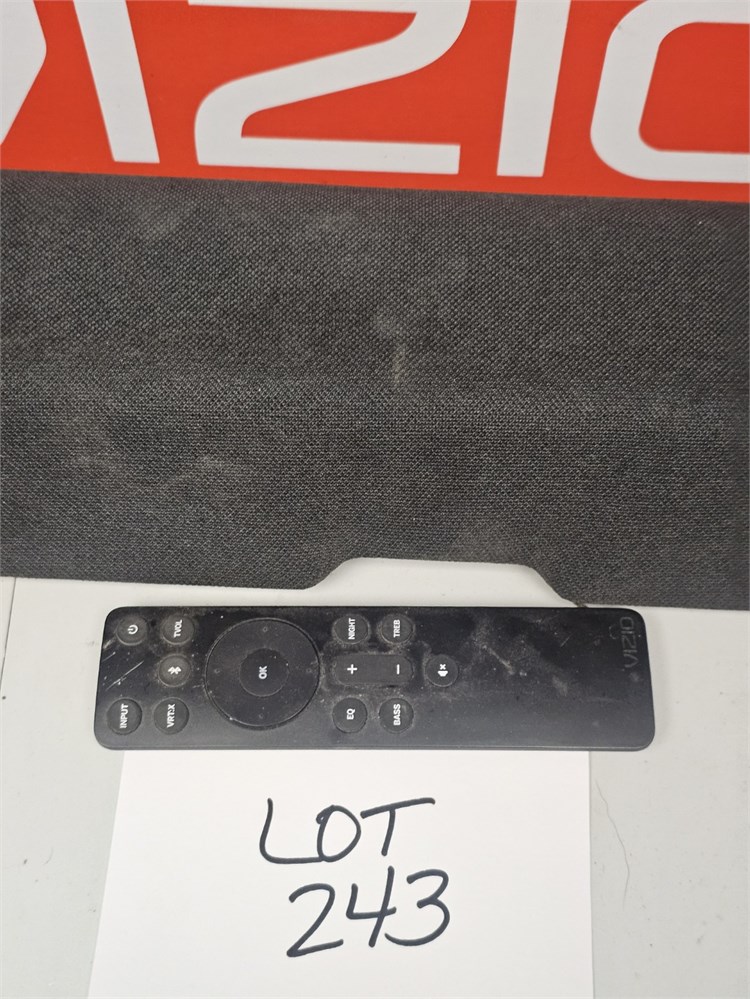 VIZIO
TVOL
NIGHT
TREB
OK
+
-
INPUT
VRT:X
EQ
BASS
VIZIO
LOT
243